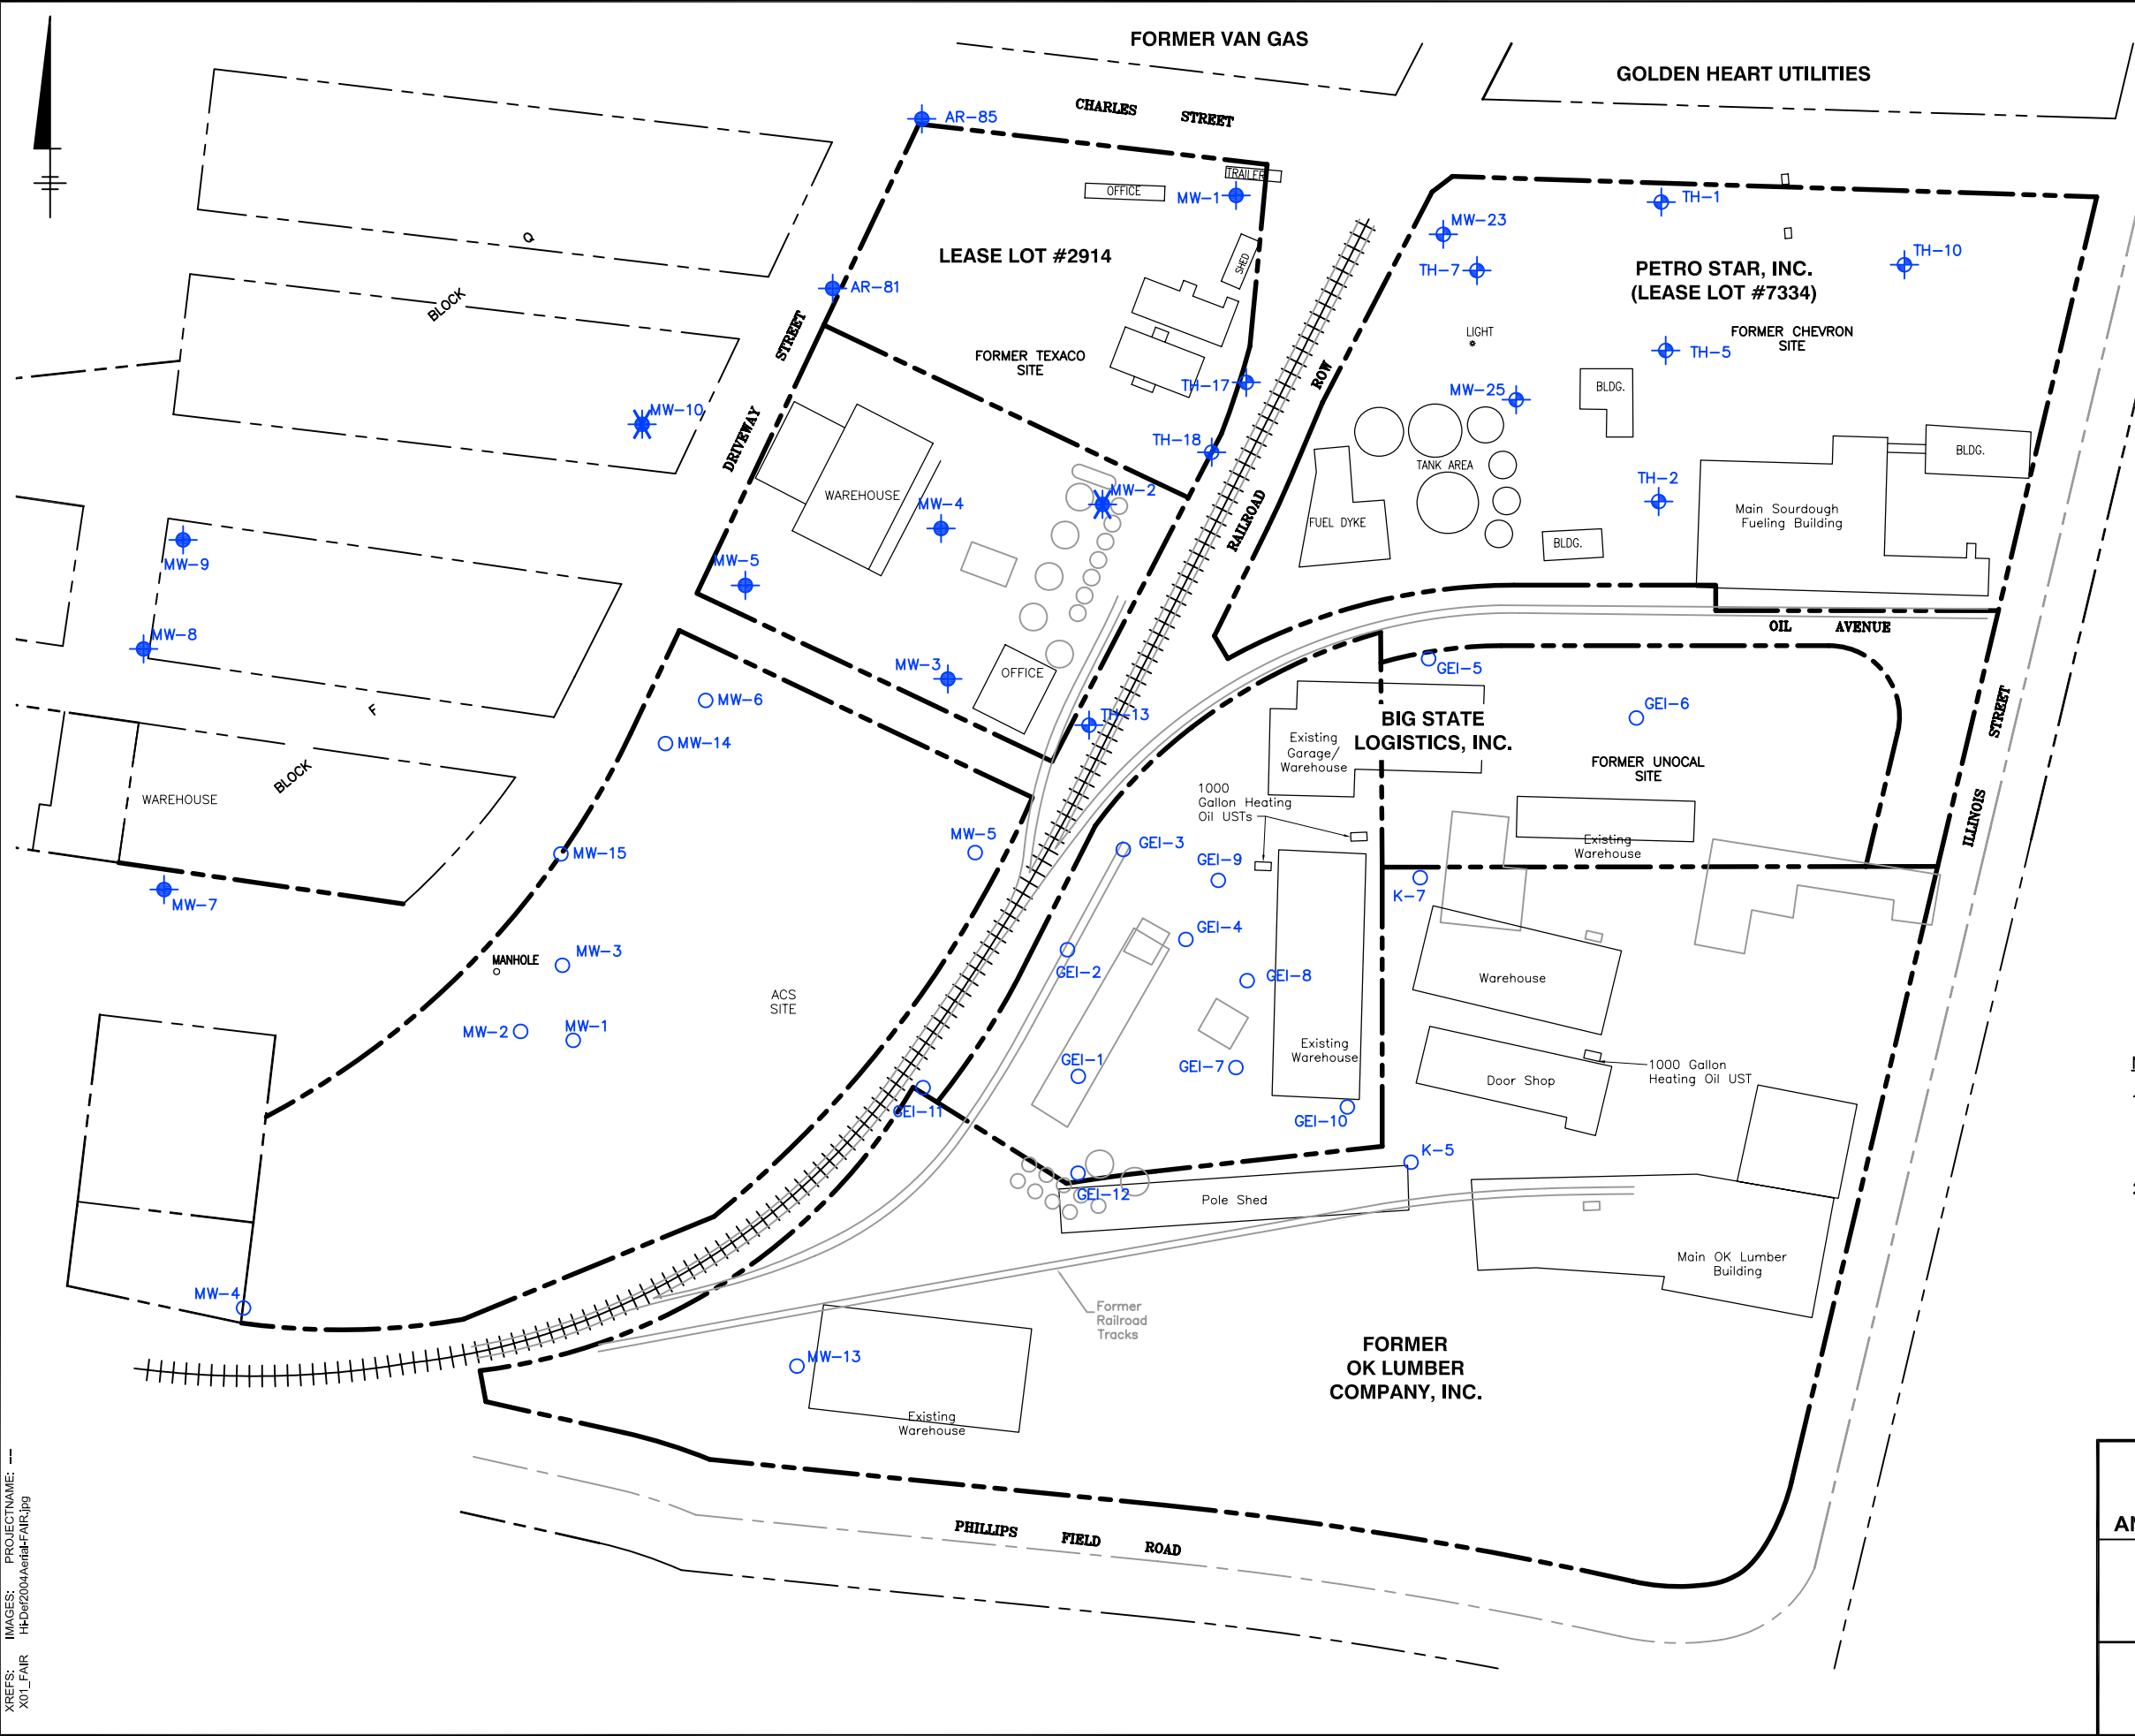 FORMER VAN GAS
GOLDEN HEART UTILITIES
CHARLES STREET
AR-85
TRAILER
OFFICE
MW-1
TH-1
MW-23
TH-10
Q
LEASE LOT #2914
SHED
TH-7
PETRO STAR, INC.
(LEASE LOT #7334)
AR-81
BLOCK
STREET
LIGHT
FORMER CHEVRON
SITE
TH-5
FORMER TEXACO
SITE
ROW
TH-17
MW-25
BLDG.
MW-10
DRIVEWAY
TH-18
BLDG.
TANK AREA
TH-2
WAREHOUSE
MW-4
MW-2
RAILROAD
FUEL DYKE
Main Sourdough
Fueling Building
BLDG.
MW-9
MW-5
MW-8
OIL AVENUE
MW-3
OFFICE
GEI-5
MW-6
GEI-6
STREET
F
TH-13
BIG STATE
LOGISTICS, INC.
MW-14
Existing
Garage/
Warehouse
FORMER UNOCAL
SITE
BLOCK
WAREHOUSE
1000
Gallon Heating
Oil USTs
ILLINOIS
MW-5
GEI-3
Existing
Warehouse
MW-15
GEI-9
MW-7
K-7
GEI-4
MW-3
MANHOLE
GEI-2
GEI-8
Warehouse
ACS
SITE
MW-2
MW-1
Existing
Warehouse
GEI-1
GEI-7
1000 Gallon
Heating Oil UST
Door Shop
GEI-11
GEI-10
K-5
GEI-12
Pole Shed
Main OK Lumber
Building
MW-4
Former
Railroad
Tracks
FORMER
OK LUMBER
COMPANY, INC.
MW-13
Existing
Warehouse
PHILLIPS FIELD ROAD
AN
XREFS: IMAGES: PROJECTNAME: ---
X01_FAIR Hi-Def2004Aerial-FAIR.jpg